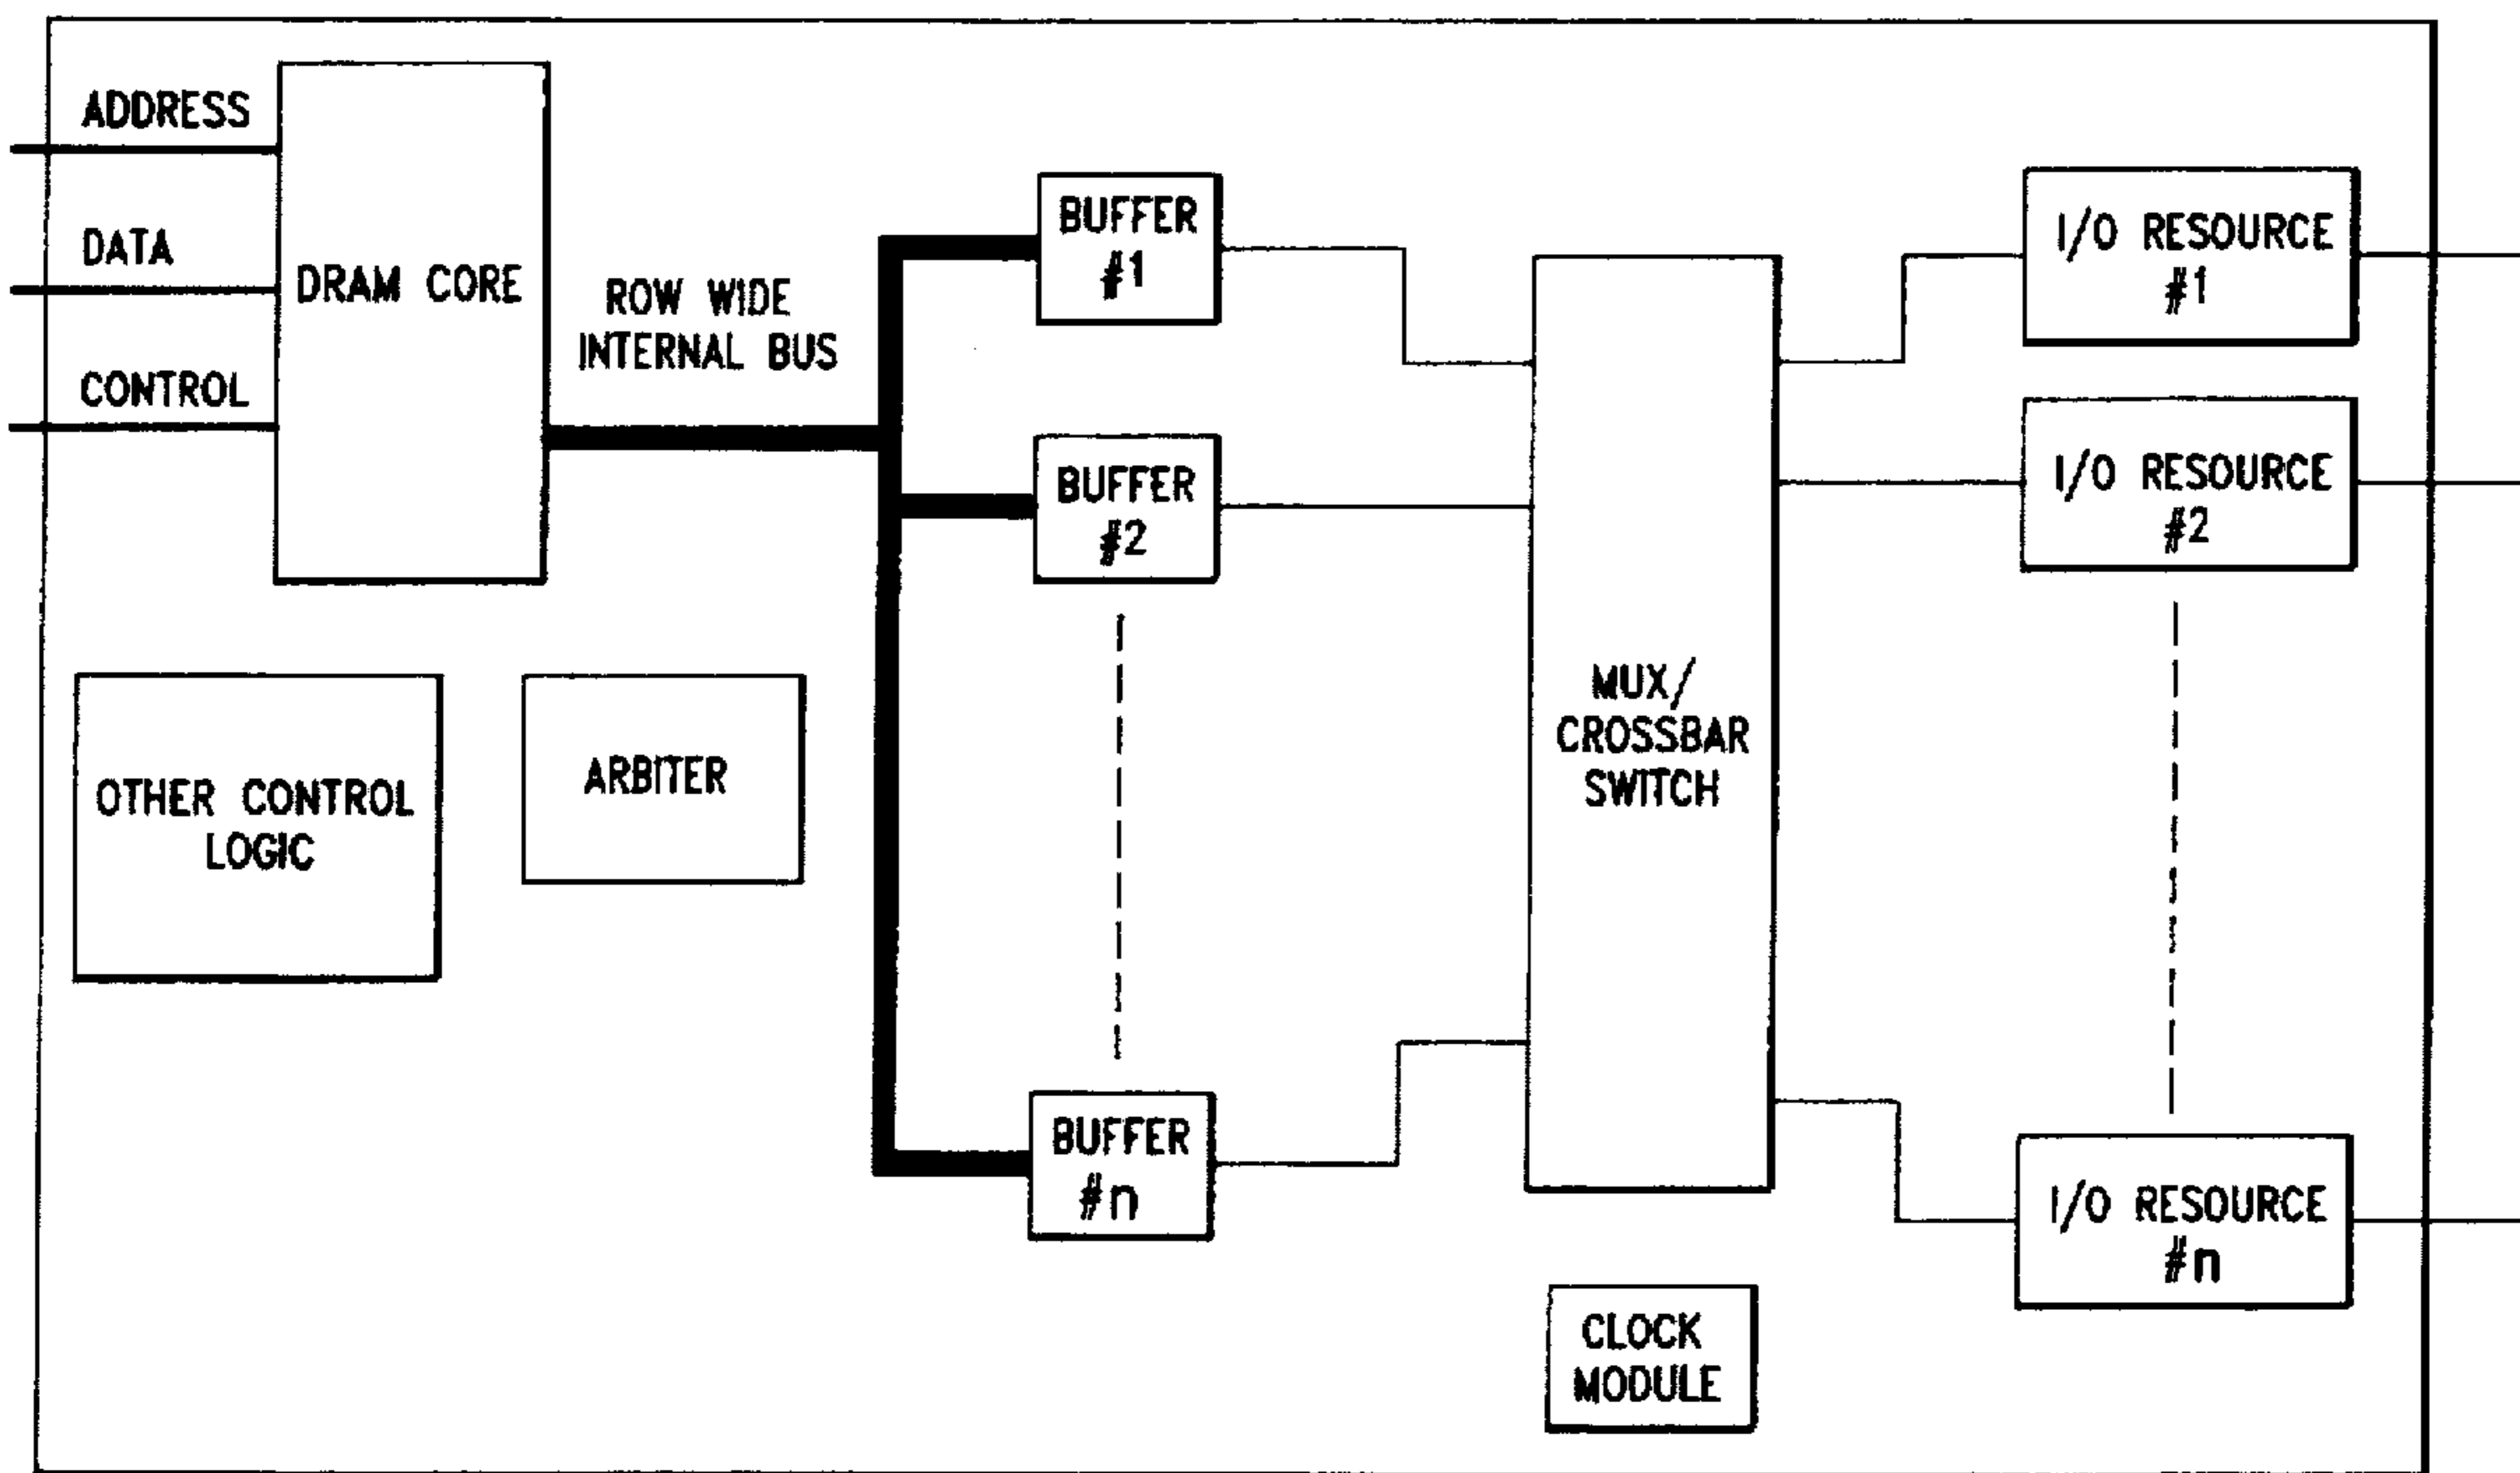 ADDRESS
DATA
CONTROL
DRAM CORE
ROW WIDE
INTERNAL BUS
BUFFER
#1
BUFFER
#2
BUFFER
#n
MUX/
CROSSBAR
SWITCH
I/O RESOURCE
#1
I/O RESOURCE
#2
I/O RESOURCE
#n
OTHER CONTROL
LOGIC
ARBITER
CLOCK
MODULE